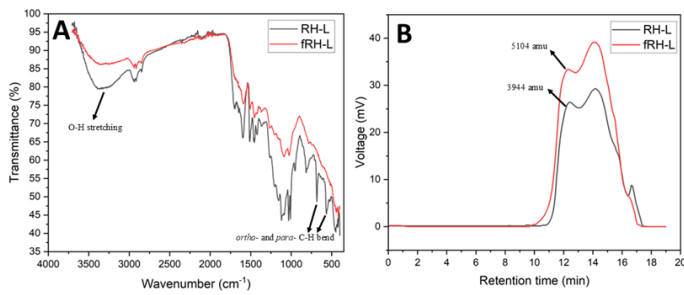 A
RH-L
fRH-L
100
95
90
85
80
75
70
65
60
55
50
45
40
35
Transmittance (%)
O-H stretching
ortho- and para- C-H bend
4000 3500 3000 2500 2000 1500 1000 500
Wavenumber (cm⁻¹)
B
RH-L
fRH-L
5104 amu
3944 amu
40
30
20
10
0
Voltage (mV)
0 2 4 6 8 10 12 14 16 18 20
Retention time (min)